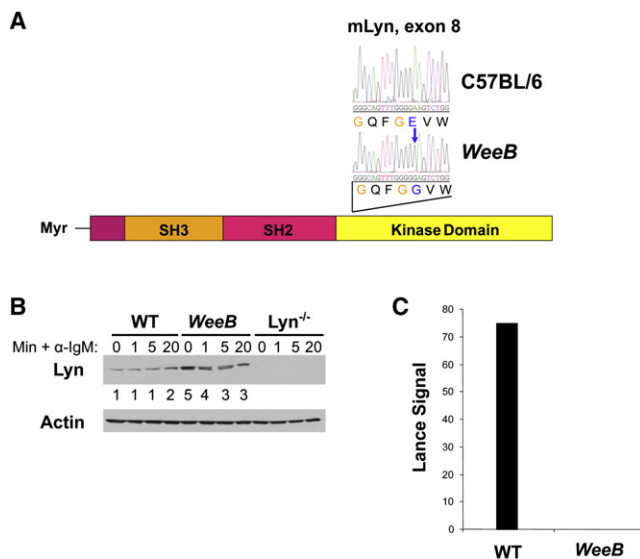 A
mLyn, exon 8
C57BL/6
GGGCAGTTTGGGGAAGTCTGG
G Q F G E V W
WeeB
GGGCAGTTTGGGGGAGTCTGG
G Q F G G V W
Myr
SH3
SH2
Kinase Domain
B
WT WeeB Lyn-/-
Min + α-IgM: 0 1 5 20 0 1 5 20 0 1 5 20
Lyn
1 1 1 2 5 4 3 3
Actin
C
Lance Signal
80
70
60
50
40
30
20
10
0
WT WeeB